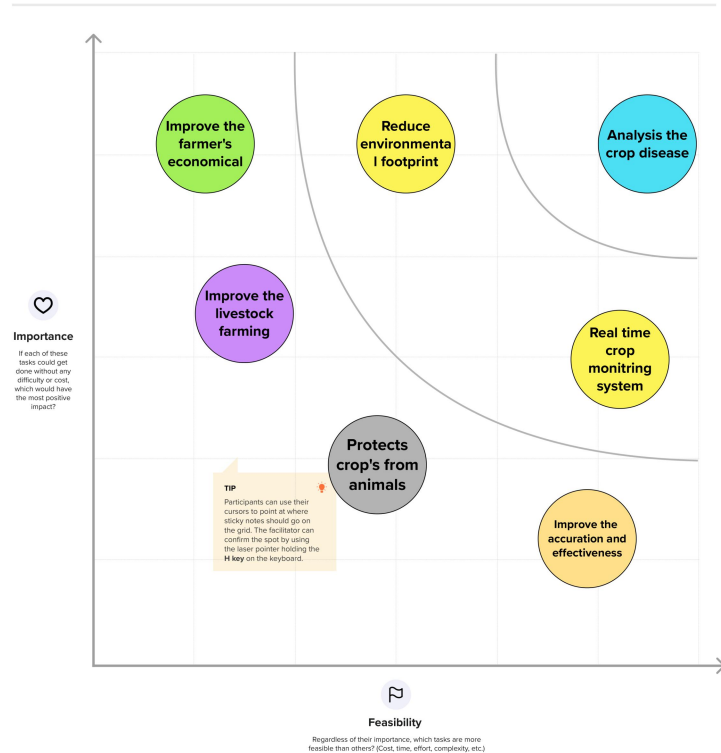 Improve the
farmer's
economical
Reduce
environmenta
l footprint
Analysis the
crop disease
Improve the
livestock
farming
Real time
crop
monitring
system
Importance
If each of these
tasks could get
done without any
difficulty or cost,
which would have
the most positive
impact?
Protects
crop's from
animals
TIP
Participants can use their
cursors to point at where
sticky notes should go on
the grid. The facilitator can
confirm the spot by using
the laser pointer holding the
H key on the keyboard.
Improve the
accuration and
effectiveness
Feasibility
Regardless of their importance, which tasks are more
feasible than others? (Cost, time, effort, complexity, etc.)